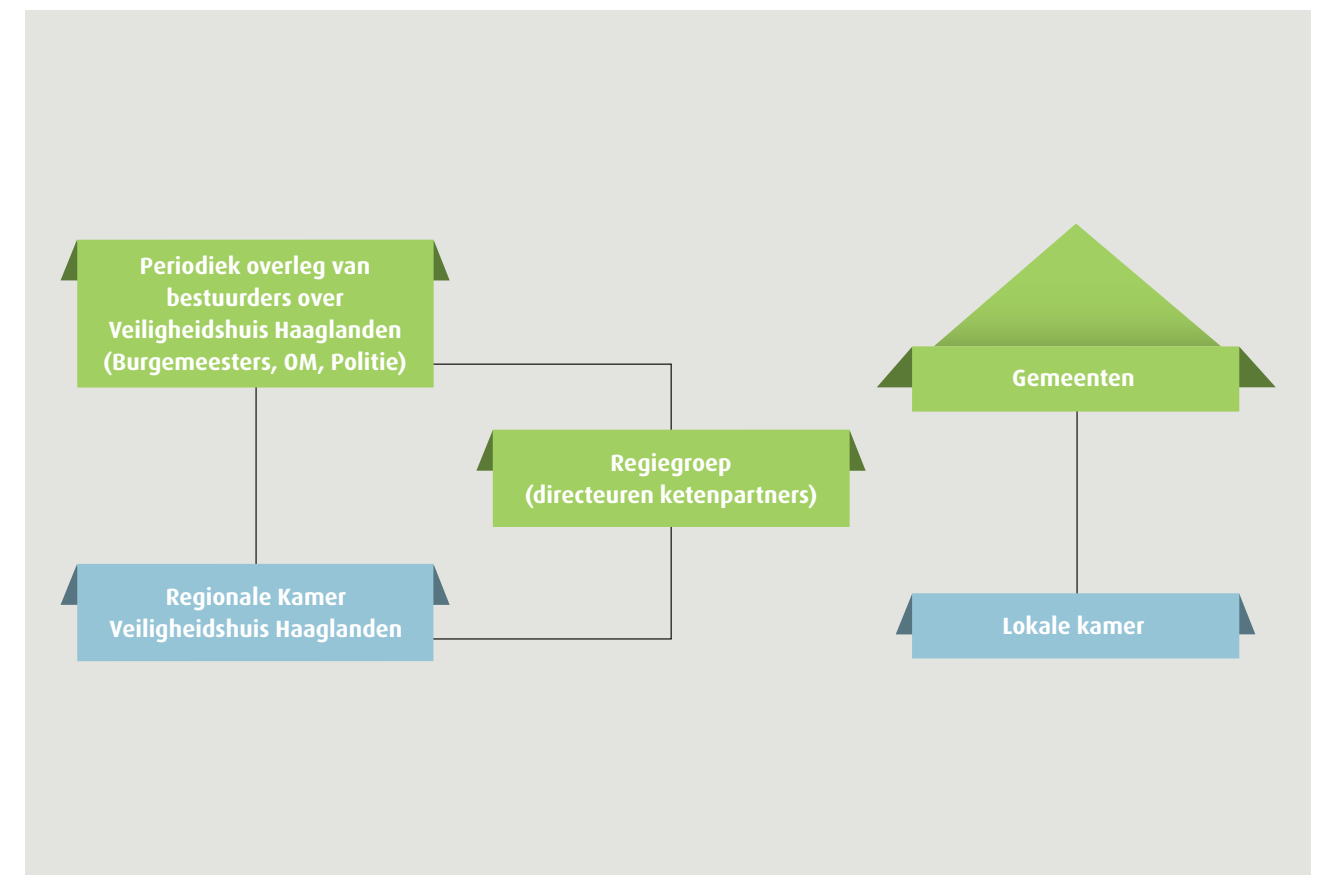 Periodiek overleg van
bestuurders over
Veiligheidshuis Haaglanden
(Burgemeesters, OM, Politie)
Regiegroep
(directeuren ketenpartners)
Regionale Kamer
Veiligheidshuis Haaglanden
Gemeenten
Lokale kamer